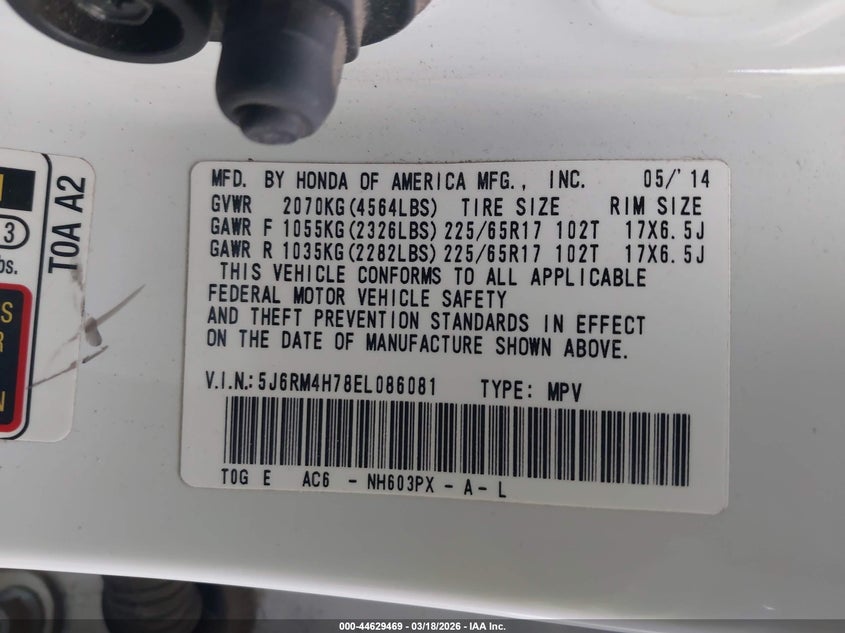 MFD. BY HONDA OF AMERICA MFG., INC. 05/'14
GVWR 2070KG(4564LBS) TIRE SIZE RIM SIZE
GAWR F 1055KG(2326LBS) 225/65R17 102T 17X6.5J
GAWR R 1035KG(2282LBS) 225/65R17 102T 17X6.5J
THIS VEHICLE CONFORMS TO ALL APPLICABLE
FEDERAL MOTOR VEHICLE SAFETY
AND THEFT PREVENTION STANDARDS IN EFFECT
ON THE DATE OF MANUFACTURE SHOWN ABOVE.
V.I.N.: 5J6RM4H78EL086081 TYPE: MPV
T0G E AC6 - NH603PX - A - L
T0A A2
3
bs.
S
R
N
000-44629469 - 03/18/2026 - IAA Inc.